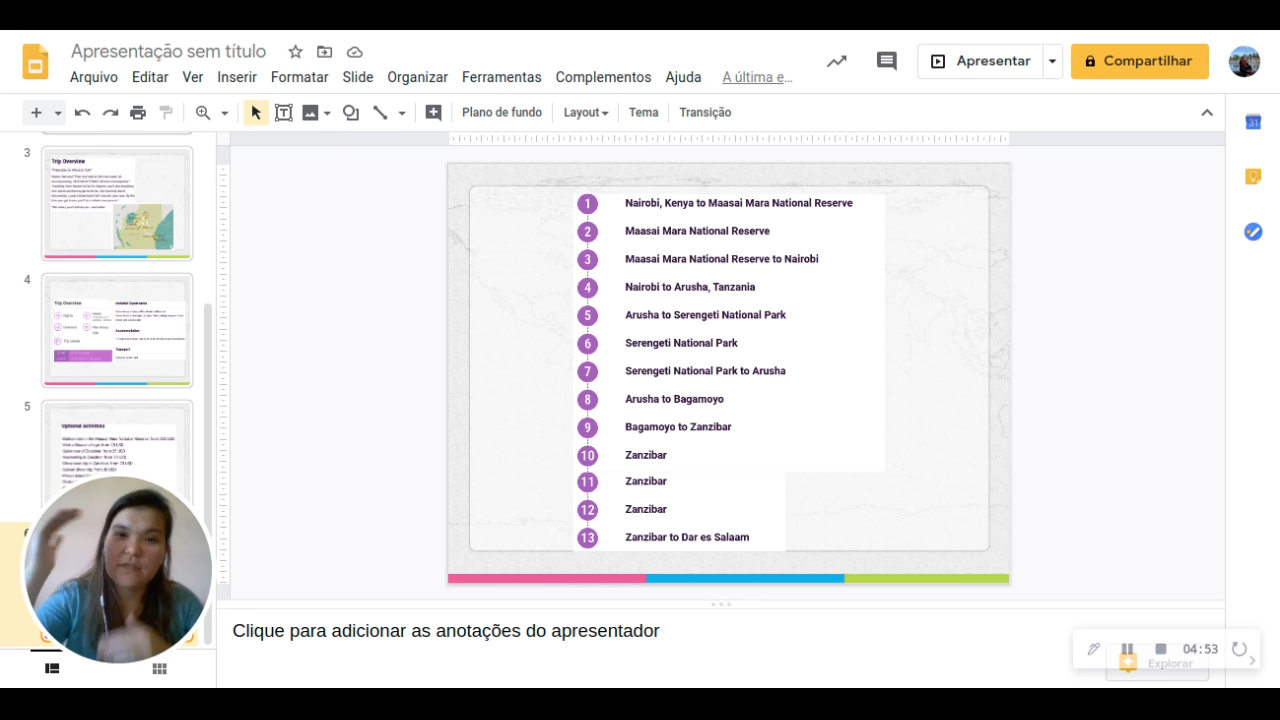 Apresentação sem título
Arquivo Editar Ver Inserir Formatar Slide Organizar Ferramentas Complementos Ajuda A última e...
Apresentar
Compartilhar
Plano de fundo Layout Tema Transição
31
3
Trip Overview
4
Trip Overview
Accommodation
Transport
5
Optional activities
1 Nairobi, Kenya to Maasai Mara National Reserve
2 Maasai Mara National Reserve
3 Maasai Mara National Reserve to Nairobi
4 Nairobi to Arusha, Tanzania
5 Arusha to Serengeti National Park
6 Serengeti National Park
7 Serengeti National Park to Arusha
8 Arusha to Bagamoyo
9 Bagamoyo to Zanzibar
10 Zanzibar
11 Zanzibar
12 Zanzibar
13 Zanzibar to Dar es Salaam
Clique para adicionar as anotações do apresentador
04:53
Explorar